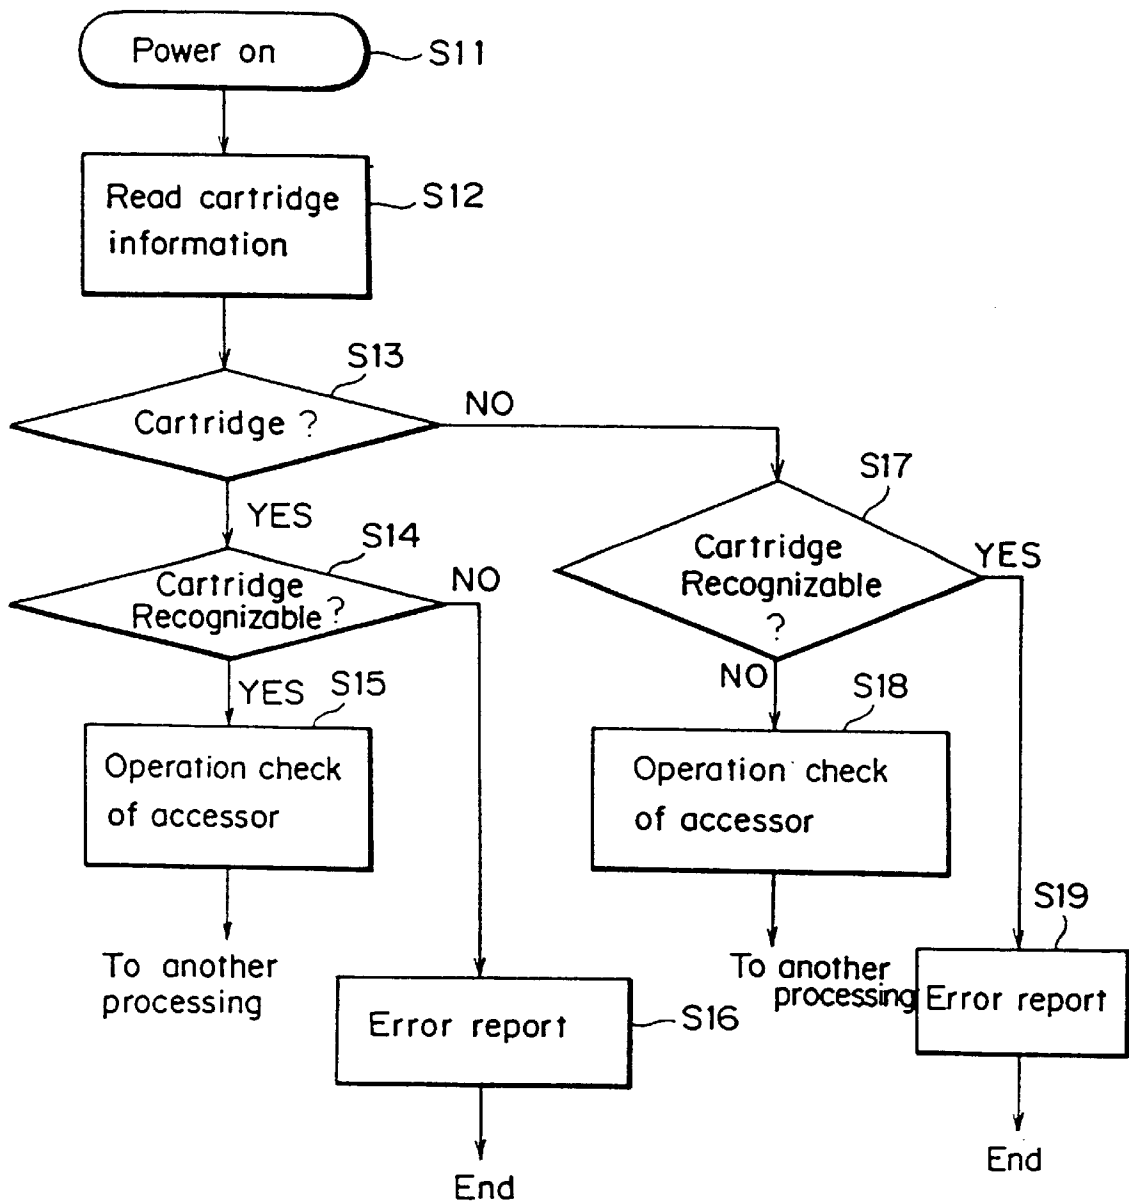 Power on
S11
Read cartridge
information
S12
S13
Cartridge ?
NO
YES
S14
Cartridge
Recognizable ?
NO
YES
S15
Operation check
of accessor
To another
processing
Error report
S16
End
S17
Cartridge
Recognizable
?
YES
NO
S18
Operation check
of accessor
To another
processing
S19
Error report
End